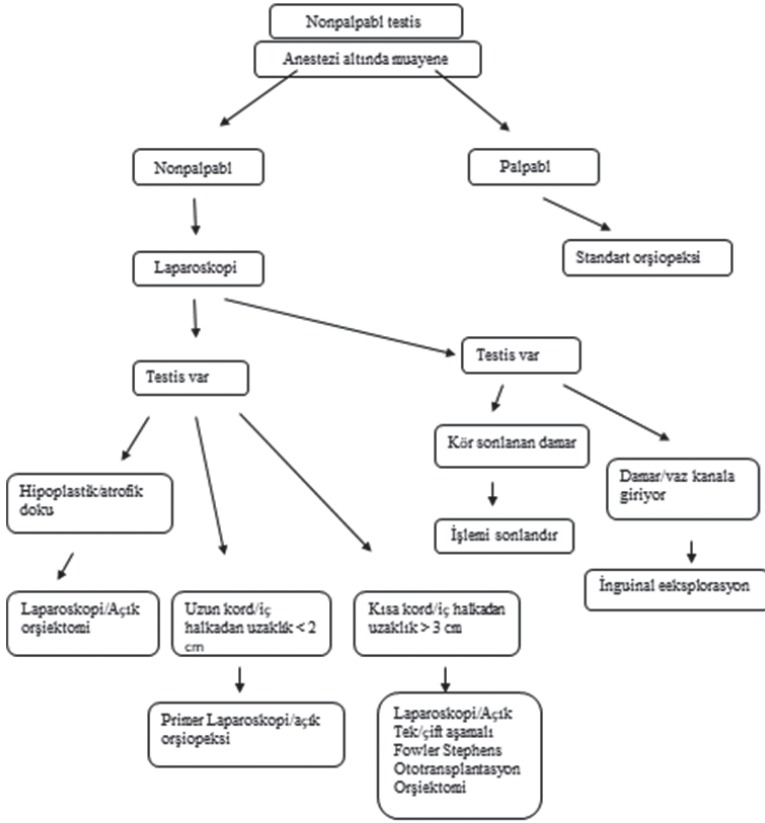 Nonpalpabl testis
Anestezi altında muayene
Nonpalpabl
Palpabl
Laparoskopi
Standart orşiopeksi
Testis var
Testis var
Kör sonlanan damar
Damar/vaz kanala
giriyor
Hipoplastik/atrofik
doku
İşlemi sonlandır
İnguinal eeksplorasyon
Laparoskopi/Açık
orşiektomi
Uzun kord/iç
halkadan uzaklık < 2
cm
Kısa kord/iç halkadan
uzaklık > 3 cm
Primer Laparoskopi/açık
orşiopeksi
Laparoskopi/Açık
Tek/çift aşamalı
Fowler Stephens
Ototransplantasyon
Orşiektomi